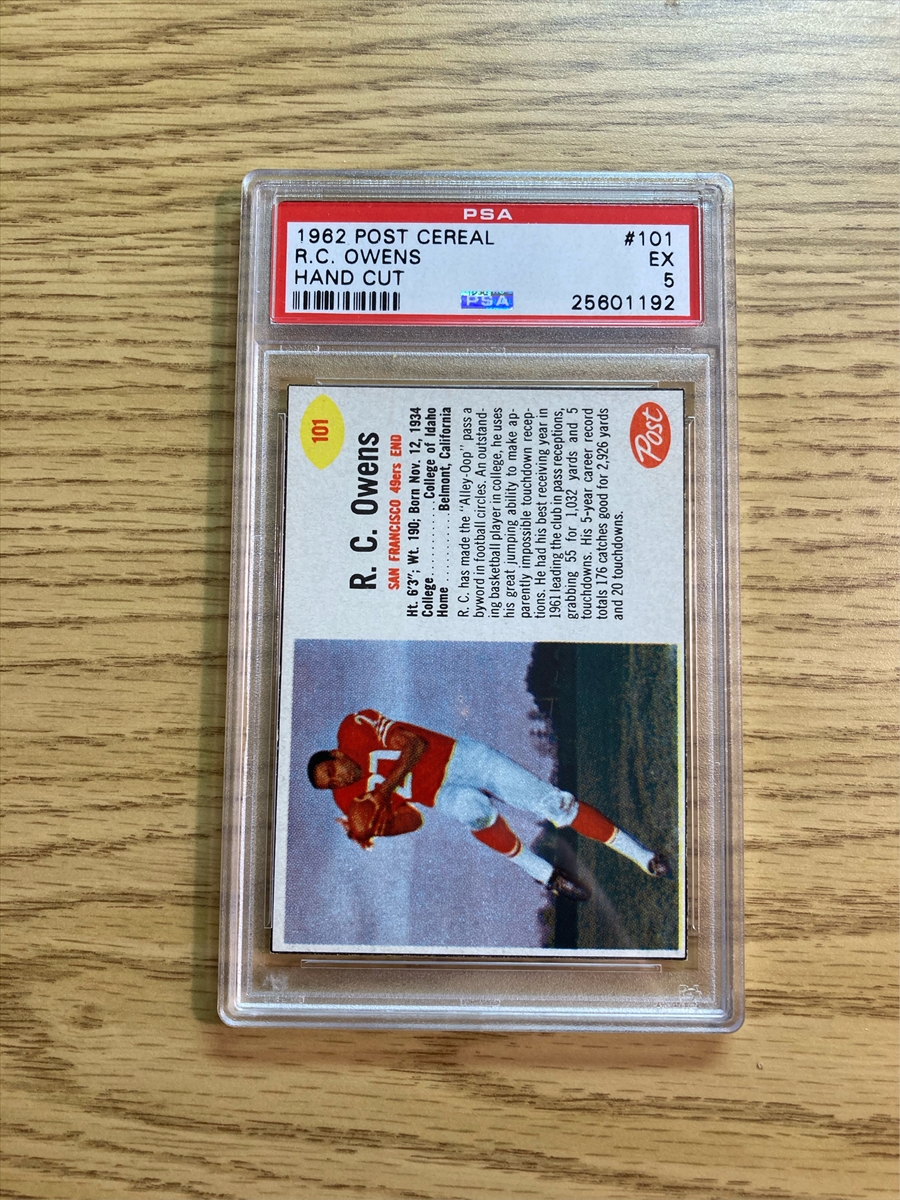 PSA
1962 POST CEREAL #101
R.C. OWENS EX
HAND CUT 5
PSA 25601192
101
R. C. Owens
SAN FRANCISCO 49ers END
Ht. 6'3"; Wt. 190; Born Nov. 12, 1934
College..........College of Idaho
Home..........Belmont, California
R. C. has made the "Alley-Oop" pass a
byword in football circles. An outstand-
ing basketball player in college, he uses
his great jumping ability to make ap-
parently impossible touchdown recep-
tions. He had his best receiving year in
1961 leading the club in pass receptions,
grabbing 55 for 1,032 yards and 5
touchdowns. His 5-year career record
totals 176 catches good for 2,926 yards
and 20 touchdowns.
Post
27